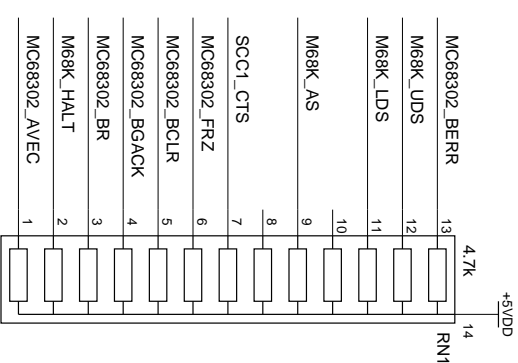 +5VDD
14
RN1
4.7k
MC68302_BERR
13
M68K_UDS
12
M68K_LDS
11
10
M68K_AS
9
8
SCC1_CTS
7
MC68302_FRZ
6
MC68302_BCLR
5
MC68302_BGACK
4
MC68302_BR
3
M68K_HALT
2
MC68302_AVEC
1